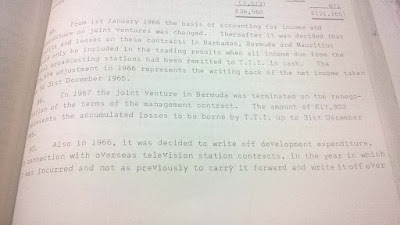 £1,500
£36,560
874
From 1st January 1966 the basis of accounting for income and
on joint ventures was changed. Thereafter it was decided that
and losses on these contracts in Barbados, Bermuda and Mauritius
only be included in the trading results when all income due from the
broadcasting stations had been remitted to T.I.I. in cash. The
adjustment in 1966 represents the writing back of the net income taken
31st December 1965.
In 1967 the joint venture in Bermuda was terminated on the renego-
of the terms of the management contract. The amount of
the accumulated losses to be borne by T.I.I. up to 31st December
Also in 1966, it was decided to write off development expenditure,
connection with overseas television station contracts, in the year in which
was incurred and not as previously to carry it forward and write it off over